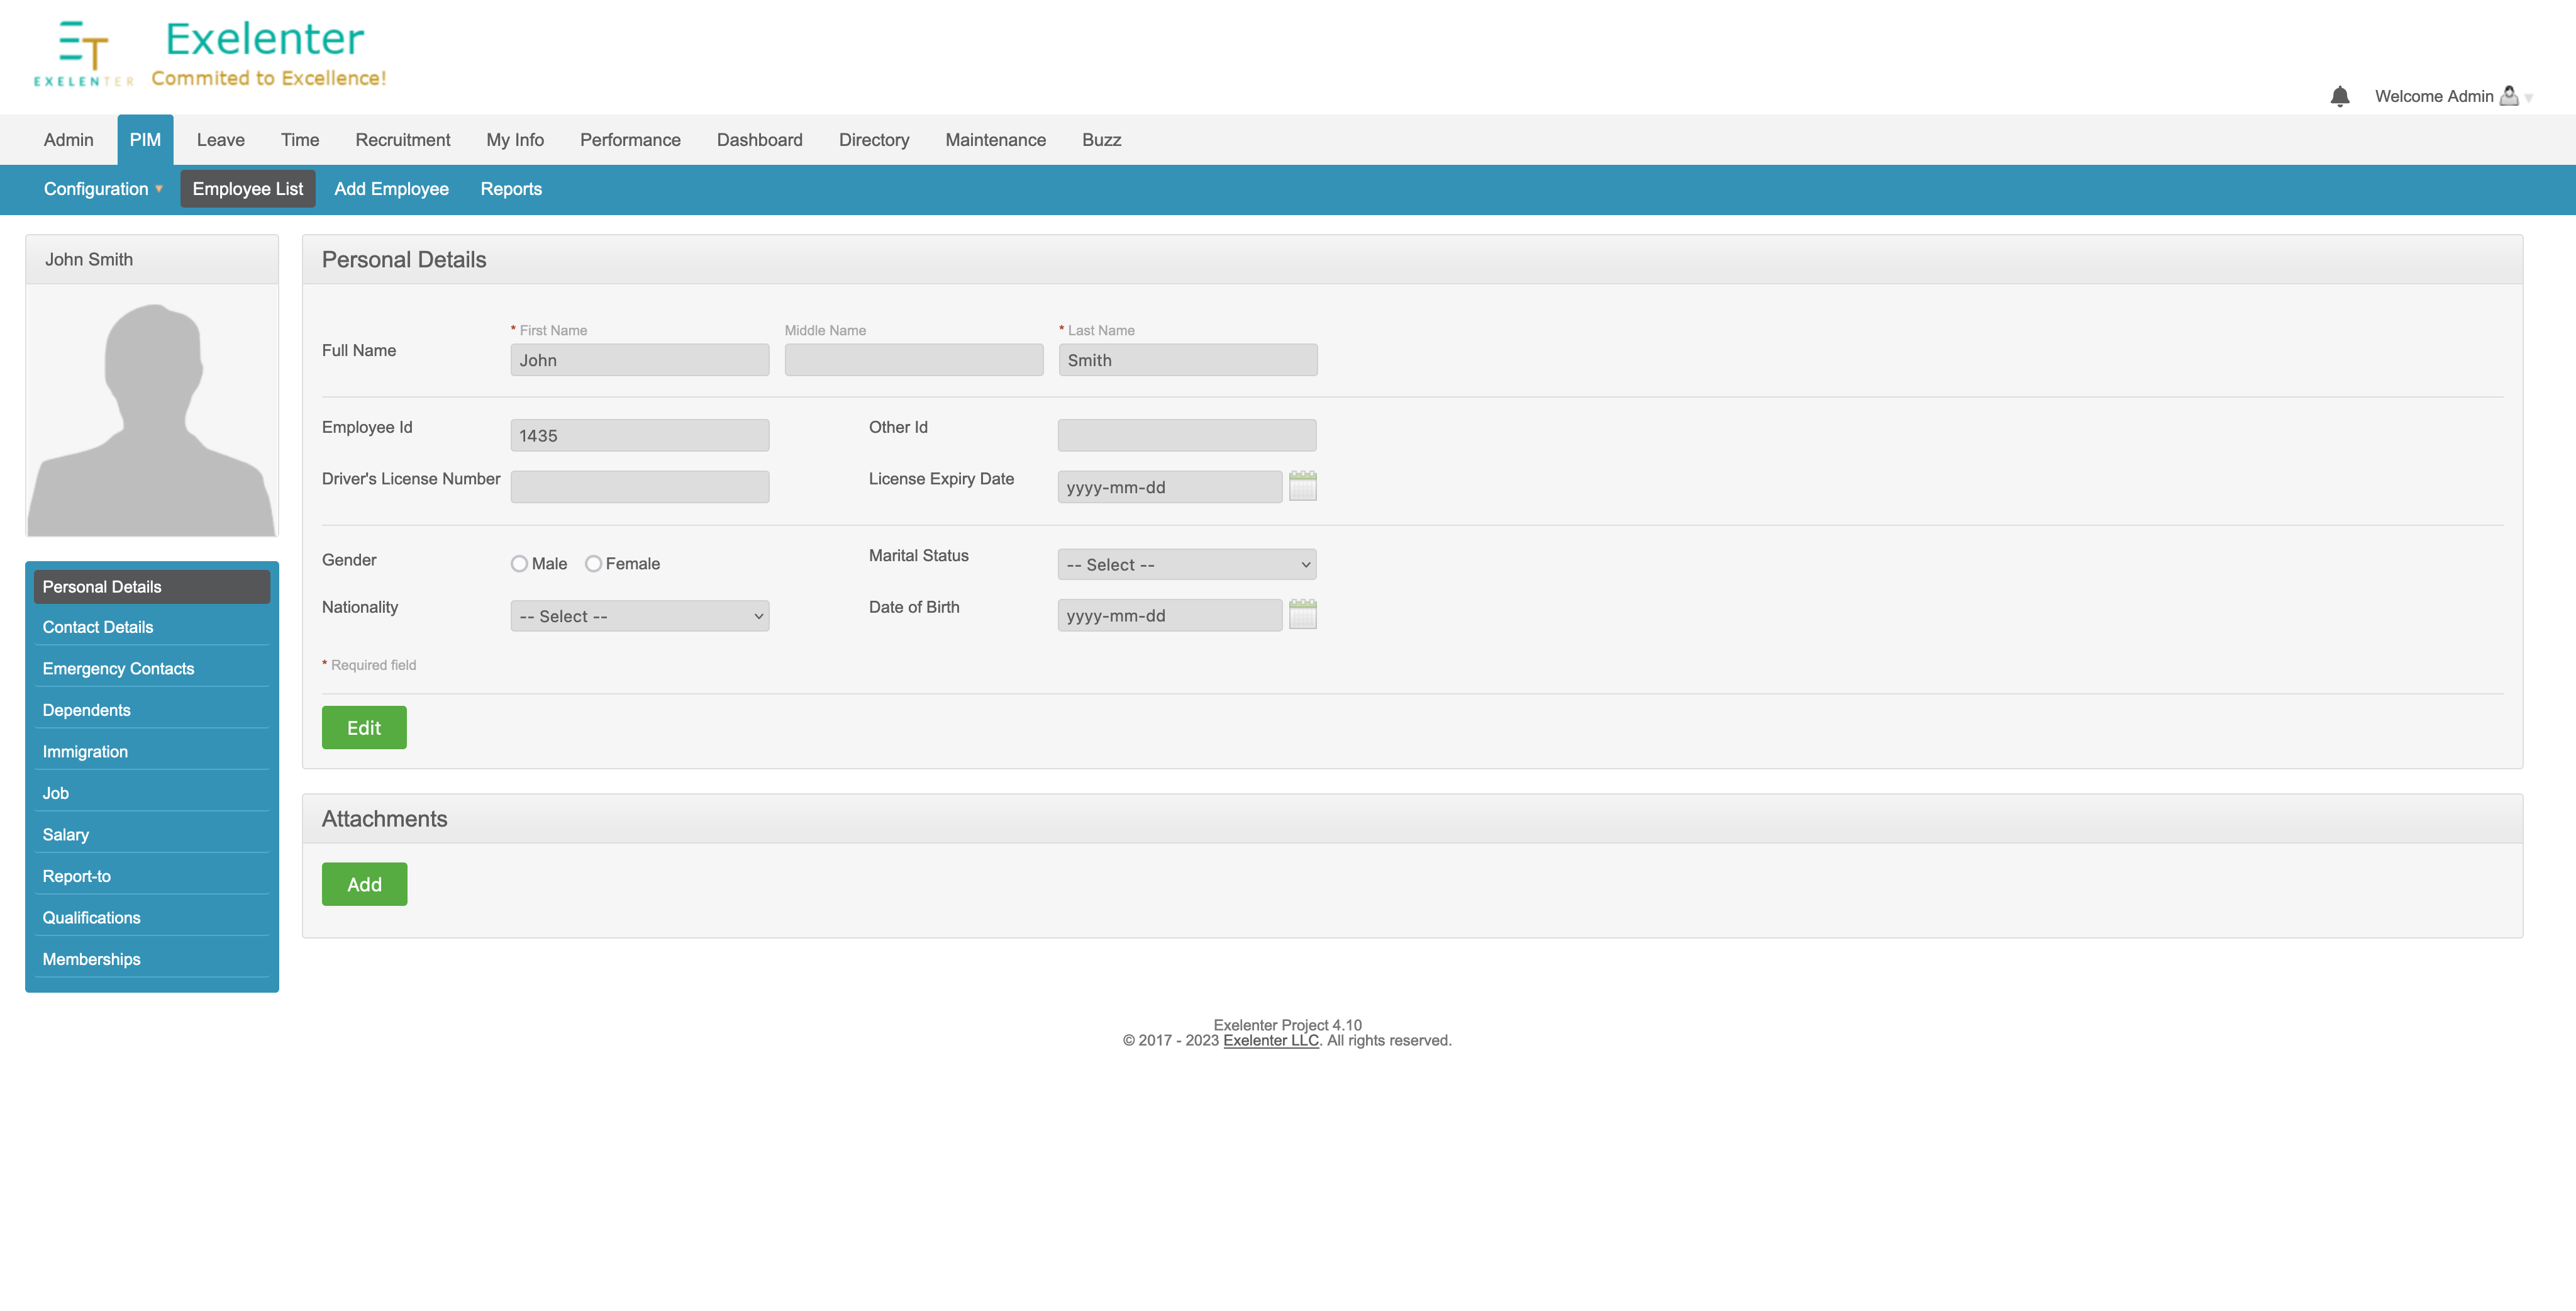 ET
EXELENTER
Exelenter
Commited to Excellence!
Welcome Admin
Admin PIM Leave Time Recruitment My Info Performance Dashboard Directory Maintenance Buzz
Configuration Employee List Add Employee Reports
John Smith
Personal Details
Contact Details
Emergency Contacts
Dependents
Immigration
Job
Salary
Report-to
Qualifications
Memberships
Personal Details
* First Name Middle Name * Last Name
Full Name John Smith
Employee Id 1435 Other Id
Driver's License Number License Expiry Date yyyy-mm-dd
Gender Male Female Marital Status -- Select --
Nationality -- Select -- Date of Birth yyyy-mm-dd
* Required field
Edit
Attachments
Add
Exelenter Project 4.10
© 2017 - 2023 Exelenter LLC. All rights reserved.